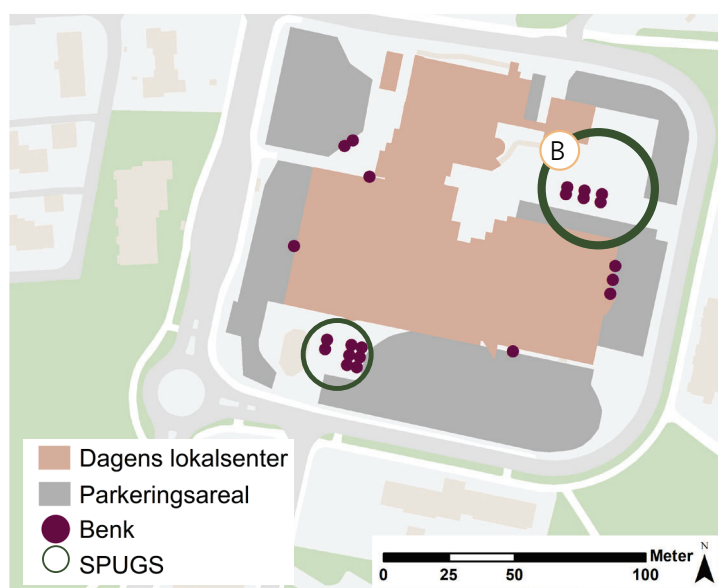 B
Dagens lokalsenter
Parkeringsareal
Benk
SPUGS
N
Meter
0 25 50 100